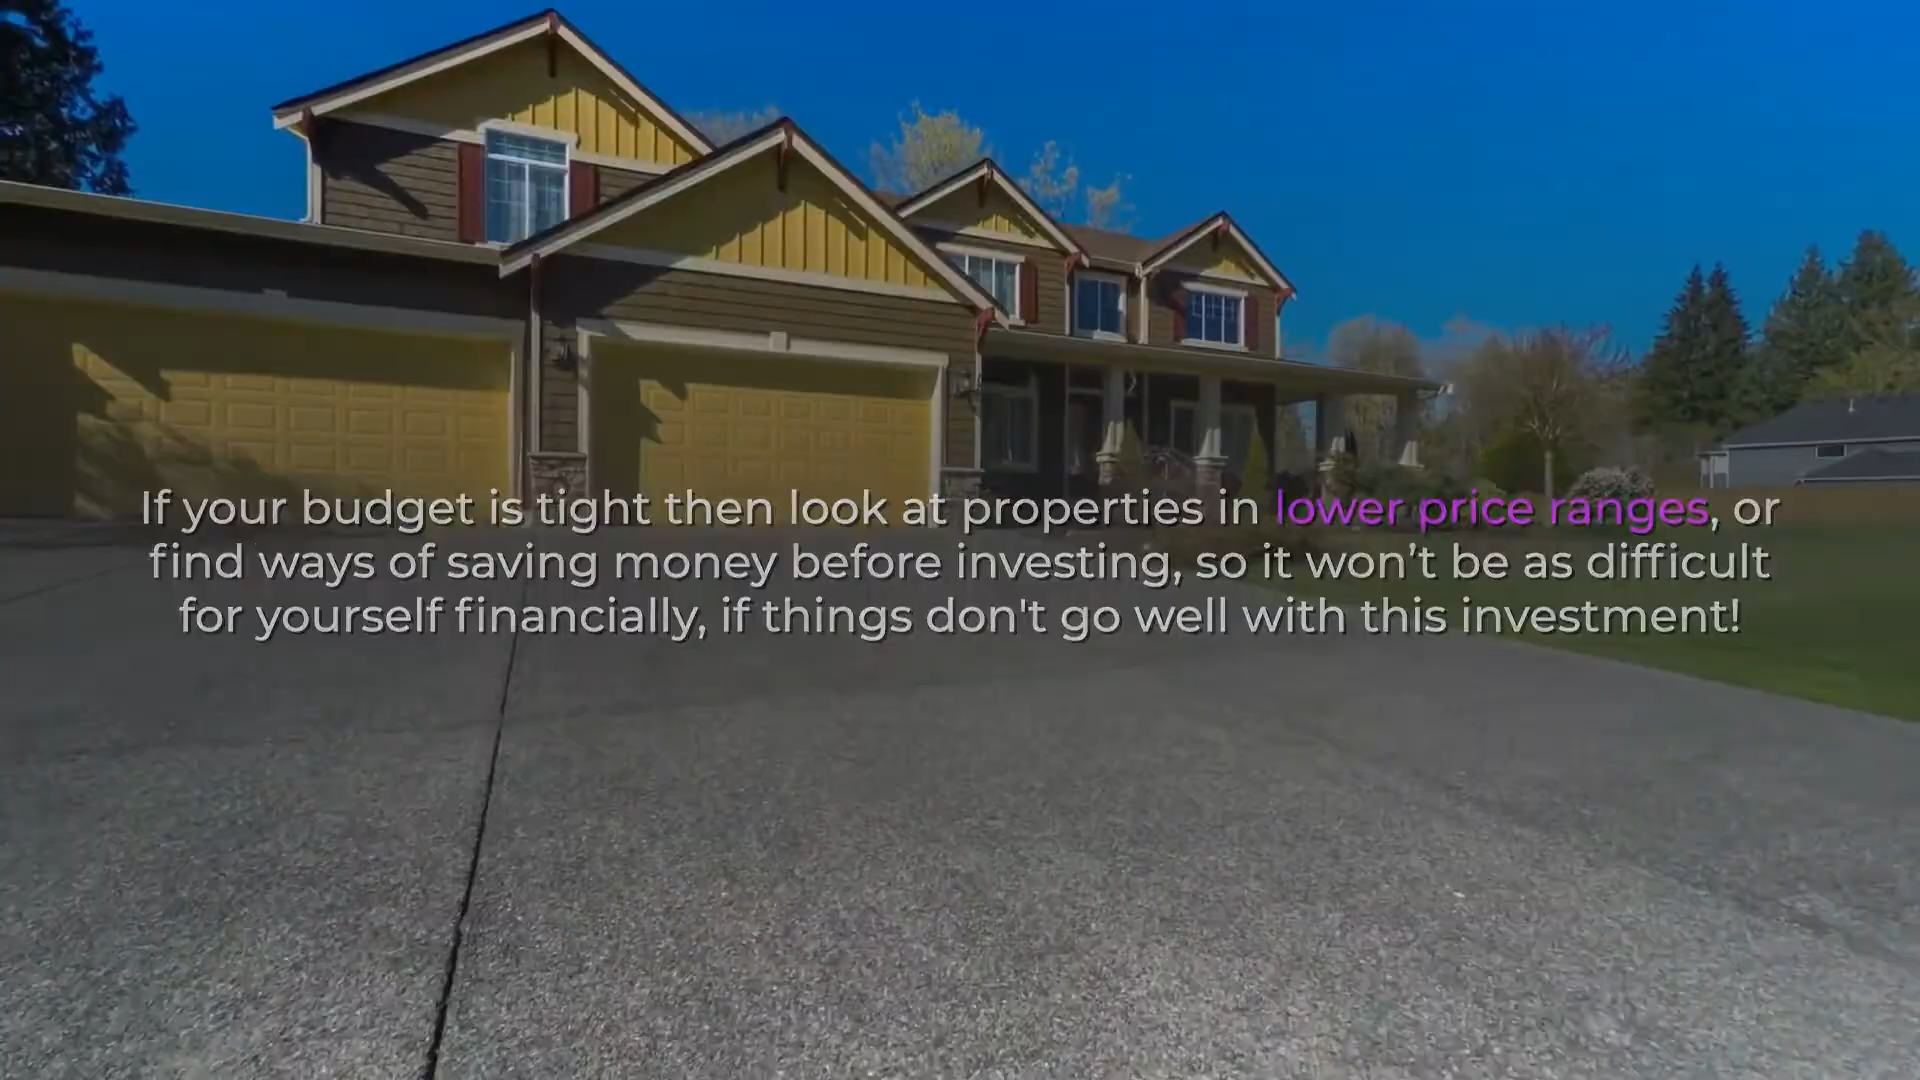 If your budget is tight then look at properties in lower price ranges, or
find ways of saving money before investing, so it won’t be as difficult
for yourself financially, if things don't go well with this investment!